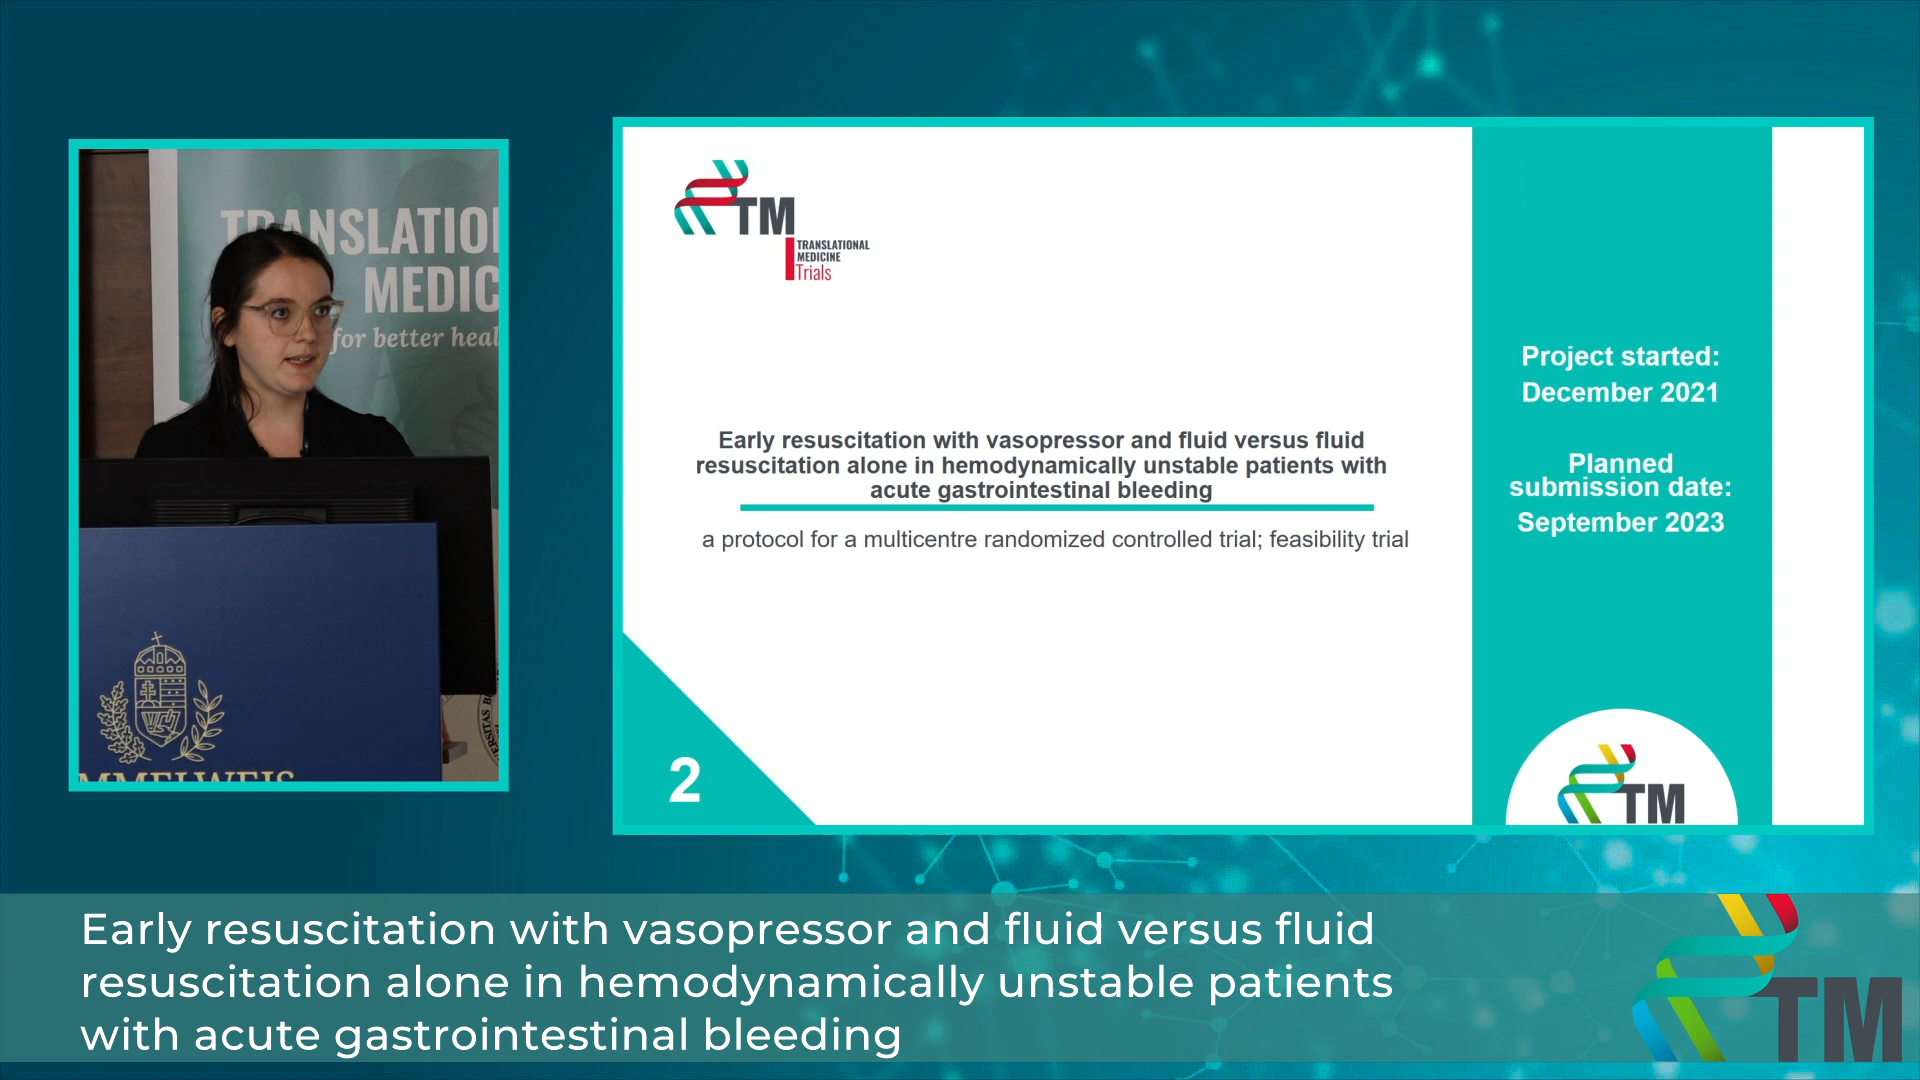 TRANSLATIO
MEDIC
for better heal
MMELWEIS
TM
TRANSLATIONAL
MEDICINE
Trials
Early resuscitation with vasopressor and fluid versus fluid
resuscitation alone in hemodynamically unstable patients with
acute gastrointestinal bleeding
a protocol for a multicentre randomized controlled trial; feasibility trial
2
Project started:
December 2021
Planned
submission date:
September 2023
TM
Early resuscitation with vasopressor and fluid versus fluid
resuscitation alone in hemodynamically unstable patients
with acute gastrointestinal bleeding
TM